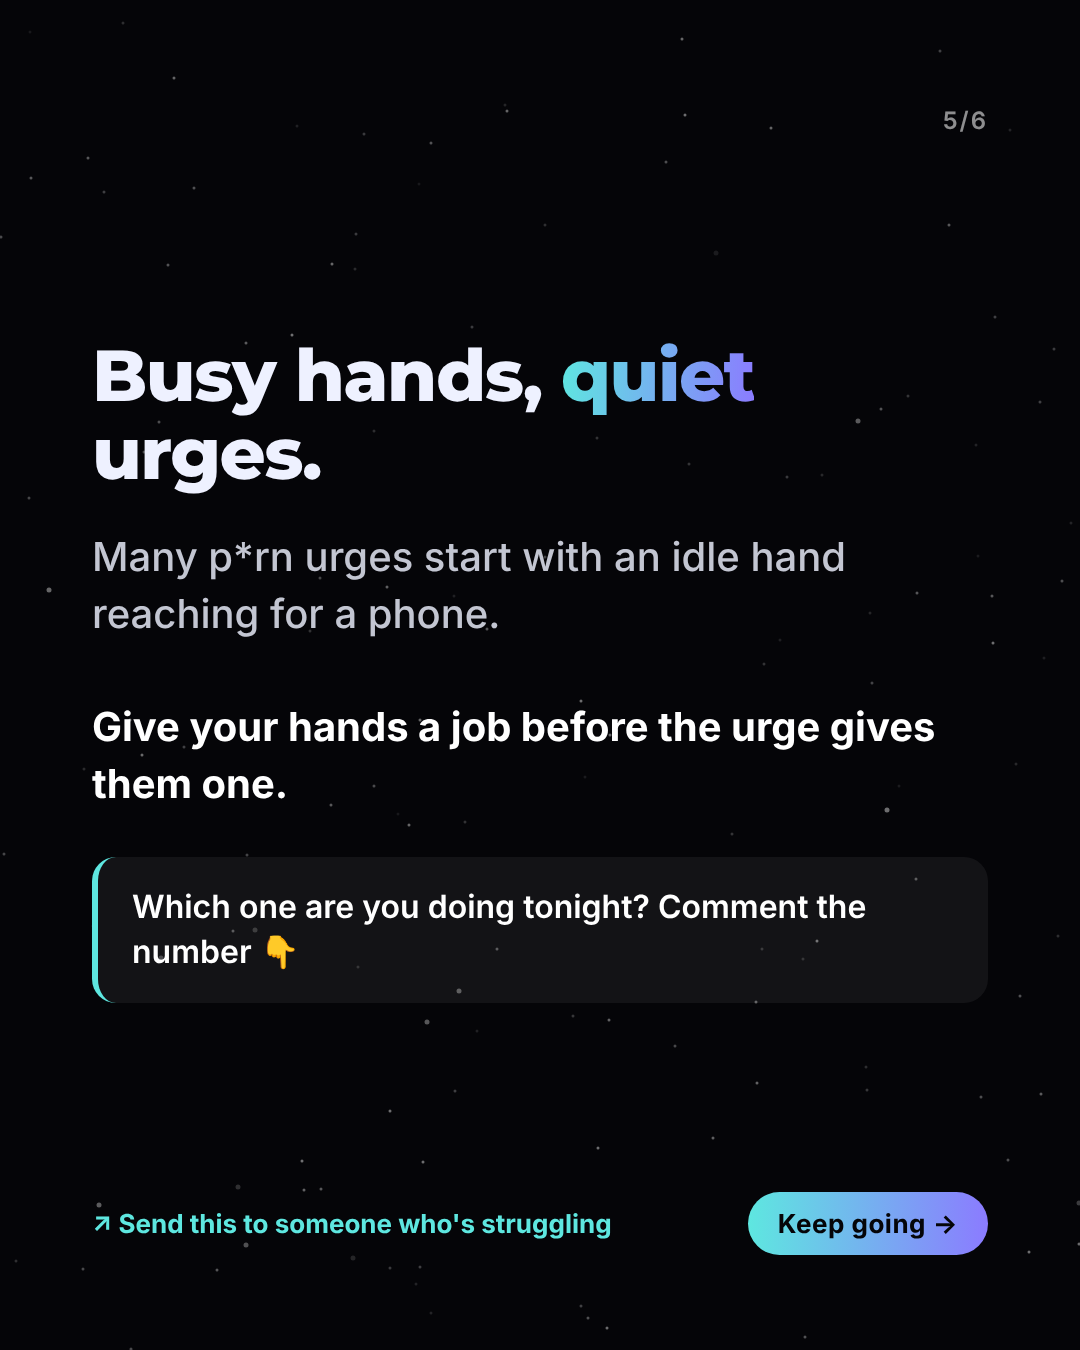 5/6
Busy hands, quiet
urges.
Many p*rn urges start with an idle hand
reaching for a phone.
Give your hands a job before the urge gives
them one.
Which one are you doing tonight? Comment the
number 👇
↗ Send this to someone who's struggling
Keep going →